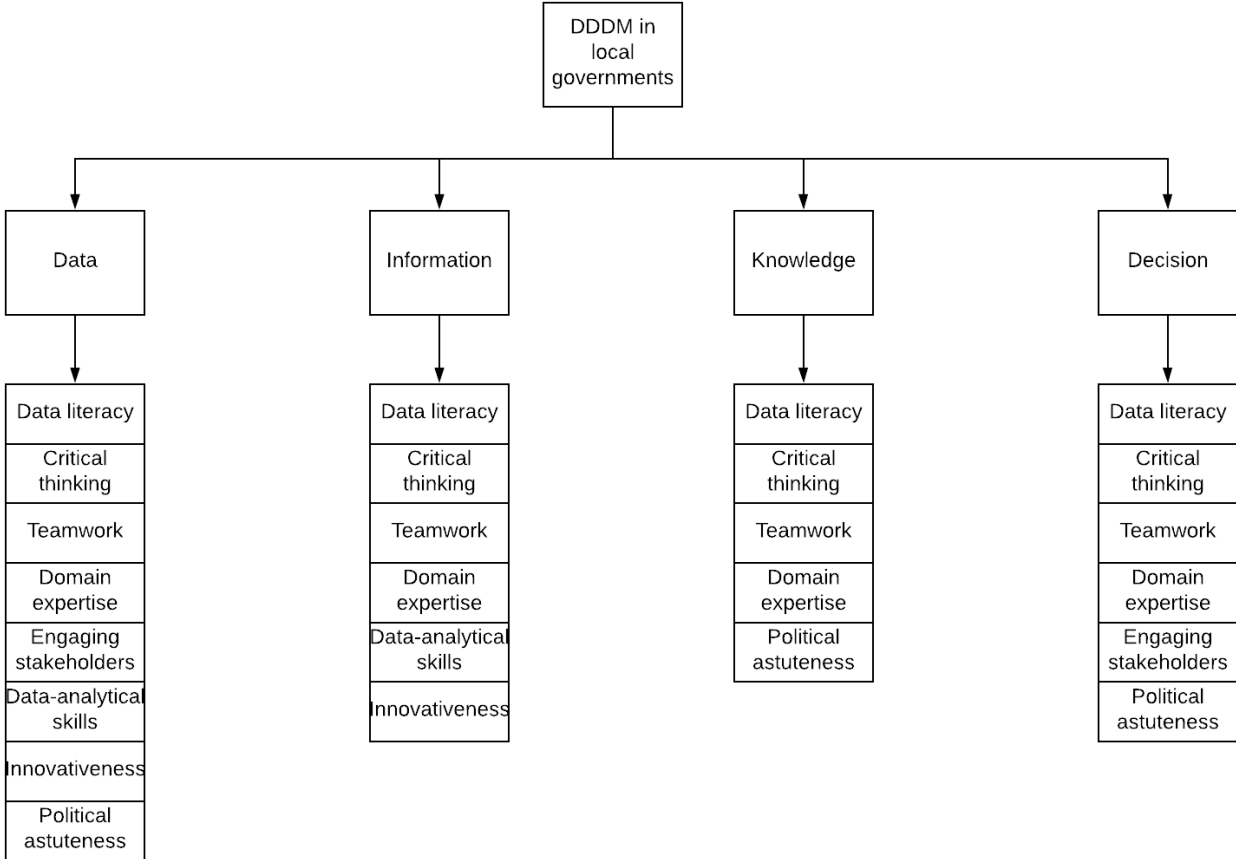 DDDM in
local
governments
Data
Information
Knowledge
Decision
Data literacy
Critical
thinking
Teamwork
Domain
expertise
Engaging
stakeholders
Data-analytical
skills
Innovativeness
Political
astuteness
Data literacy
Critical
thinking
Teamwork
Domain
expertise
Data-analytical
skills
Innovativeness
Data literacy
Critical
thinking
Teamwork
Domain
expertise
Political
astuteness
Data literacy
Critical
thinking
Teamwork
Domain
expertise
Engaging
stakeholders
Political
astuteness